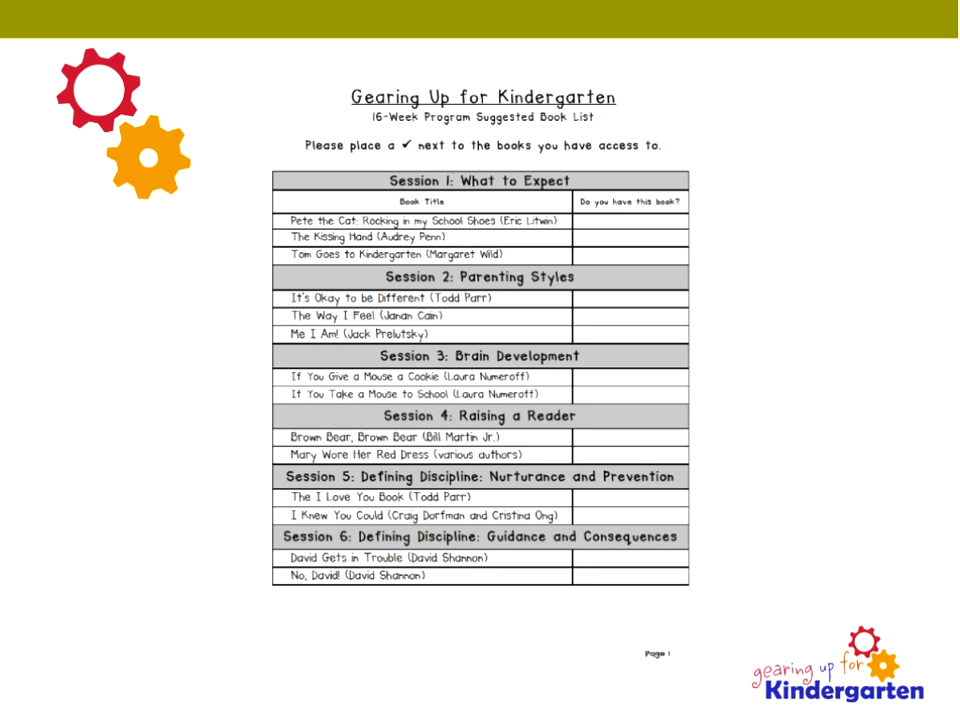 Gearing Up for Kindergarten
16-Week Program Suggested Book List
Please place a ✓ next to the books you have access to.
Session 1: What to Expect
Book Title Do you have this book?
Pete the Cat: Rocking in my School Shoes (Eric Litwin)
The Kissing Hand (Audrey Penn)
Tom Goes to Kindergarten (Margaret Wild)
Session 2: Parenting Styles
It's Okay to be Different (Todd Parr)
The Way I Feel (Janan Cain)
Me I Am! (Jack Prelutsky)
Session 3: Brain Development
If You Give a Mouse a Cookie (Laura Numeroff)
If You Take a Mouse to School (Laura Numeroff)
Session 4: Raising a Reader
Brown Bear, Brown Bear (Bill Martin Jr.)
Mary Wore Her Red Dress (various authors)
Session 5: Defining Discipline: Nurturance and Prevention
The I Love You Book (Todd Parr)
I Knew You Could (Craig Dorfman and Cristina Ong)
Session 6: Defining Discipline: Guidance and Consequences
David Gets in Trouble (David Shannon)
No, David! (David Shannon)
Page 1
gearing up for
Kindergarten